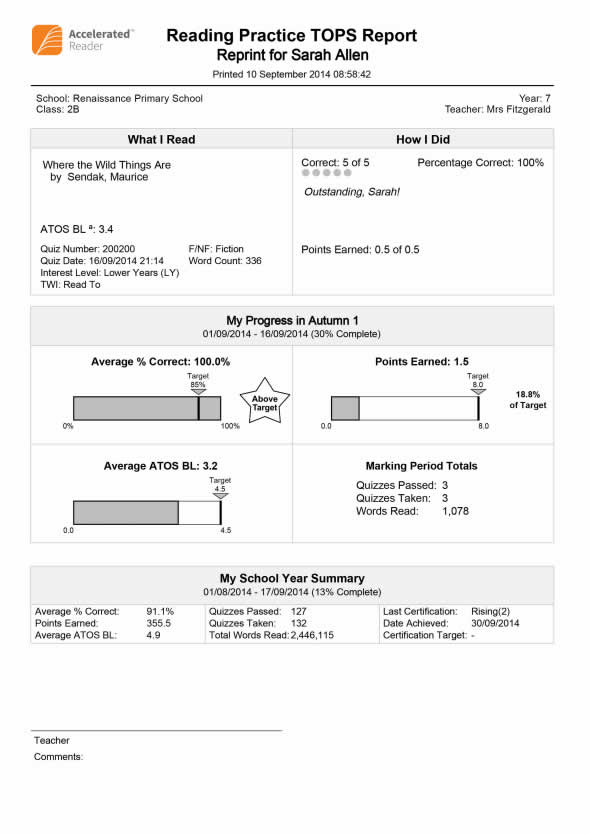 Accelerated™
Reader
Reading Practice TOPS Report
Reprint for Sarah Allen
Printed 10 September 2014 08:58:42
School: Renaissance Primary School Year: 7
Class: 2B Teacher: Mrs Fitzgerald
What I Read
Where the Wild Things Are
by Sendak, Maurice
ATOS BL ª: 3.4
Quiz Number: 200200 F/NF: Fiction
Quiz Date: 16/09/2014 21:14 Word Count: 336
Interest Level: Lower Years (LY)
TWI: Read To
How I Did
Correct: 5 of 5 Percentage Correct: 100%
Outstanding, Sarah!
Points Earned: 0.5 of 0.5
My Progress in Autumn 1
01/09/2014 - 16/09/2014 (30% Complete)
Average % Correct: 100.0%
Target
85%
0% 100%
Above
Target
Points Earned: 1.5
Target
8.0
0.0 8.0
18.8%
of Target
Average ATOS BL: 3.2
Target
4.5
0.0 4.5
Marking Period Totals
Quizzes Passed: 3
Quizzes Taken: 3
Words Read: 1,078
My School Year Summary
01/08/2014 - 17/09/2014 (13% Complete)
Average % Correct: 91.1% Quizzes Passed: 127 Last Certification: Rising(2)
Points Earned: 355.5 Quizzes Taken: 132 Date Achieved: 30/09/2014
Average ATOS BL: 4.9 Total Words Read: 2,446,115 Certification Target: -
Teacher
Comments: